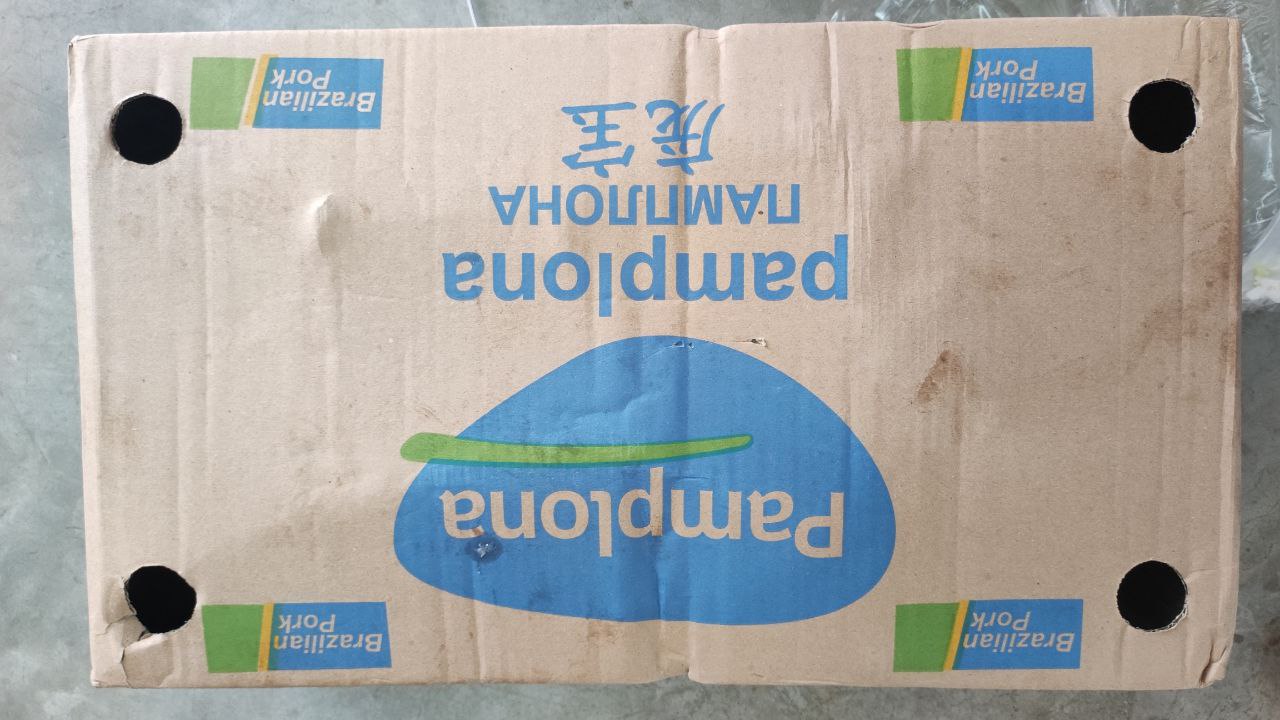 Brazilian
Pork
Brazilian
Pork
Pamplona
pamplona
ПАМПЛОНА
庞宝
Brazilian
Pork
Brazilian
Pork